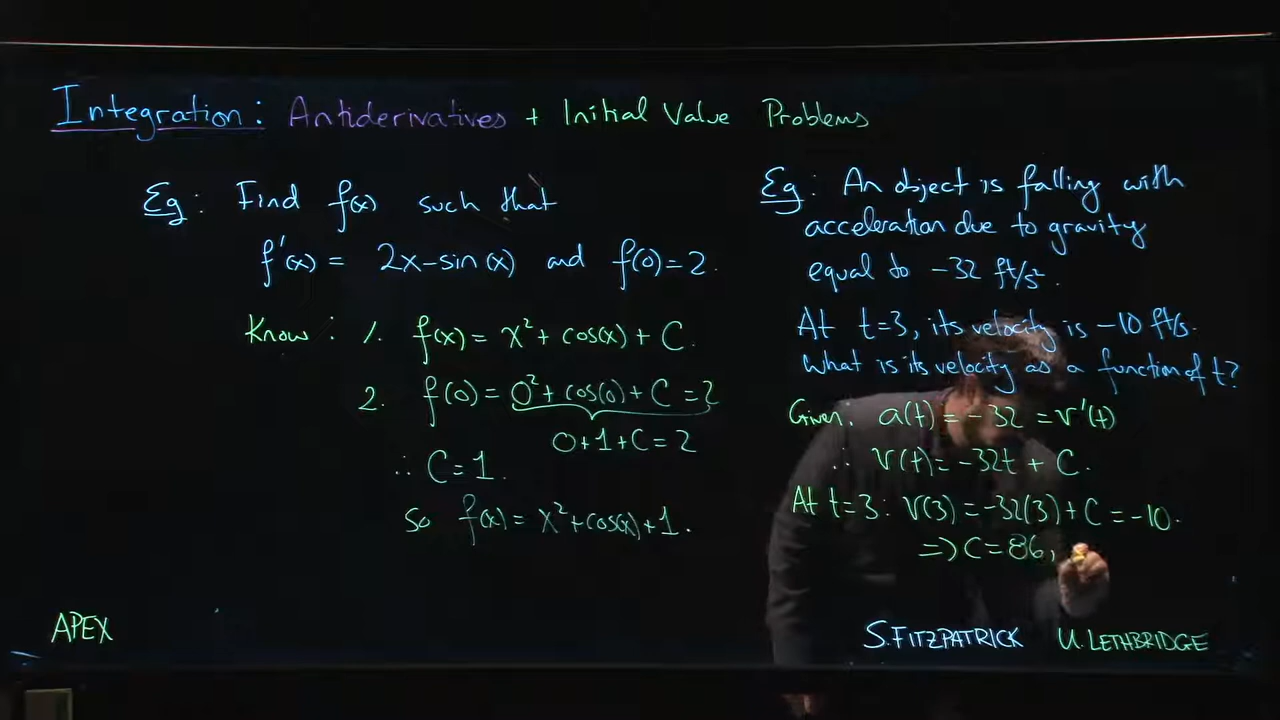 Integration: Antiderivatives + Initial Value Problems
Eg: Find f(x) such that
f'(x) = 2x-sin(x) and f(0)=2.
Know: 1. f(x) = x² + cos(x) + C.
2. f(0) = 0² + cos(0) + C = 2
0+1+C = 2
∴ C=1.
So f(x) = x²+cos(x)+1.
Eg: An object is falling with
acceleration due to gravity
equal to -32 ft/s².
At t=3, its velocity is -10 ft/s.
What is its velocity as a function of t?
Given: a(t) = -32 = v'(t)
∴ v(t) = -32t + C.
At t=3: v(3) = -32(3) + C = -10.
=> C = 86,
APEX
S. FITZPATRICK U. LETHBRIDGE